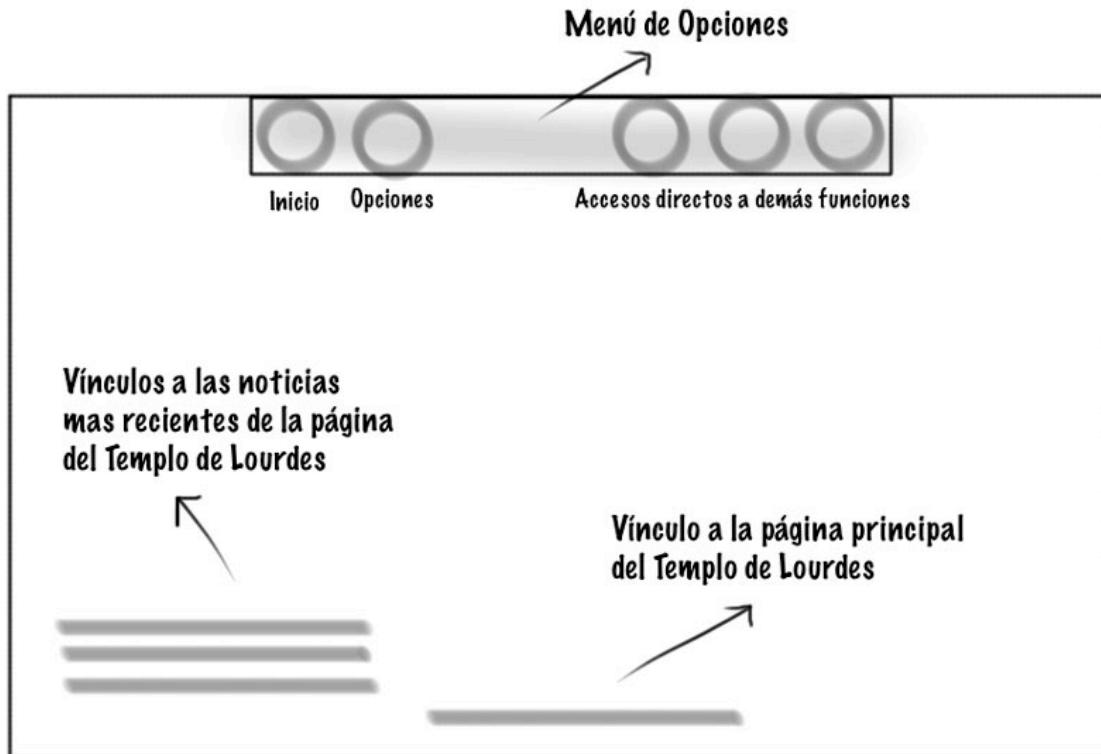 Menú de Opciones
Inicio
Opciones
Accesos directos a demás funciones
Vínculos a las noticias
mas recientes de la página
del Templo de Lourdes
Vínculo a la página principal
del Templo de Lourdes